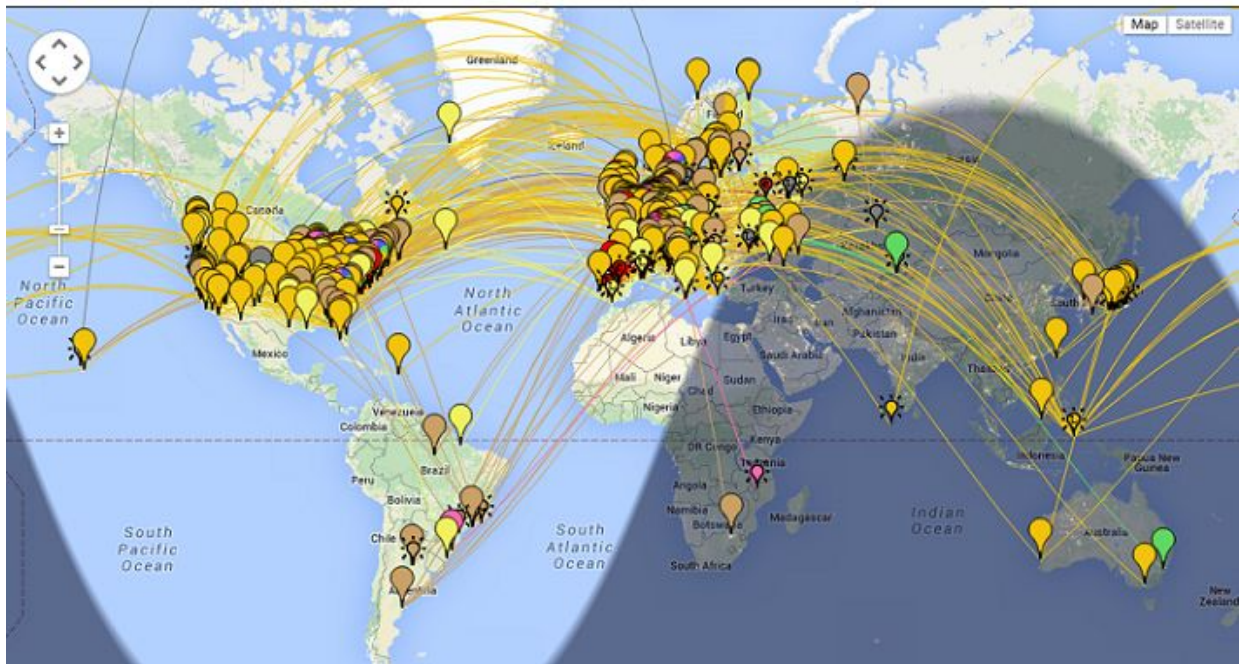 Map
Satellite
Greenland
Iceland
Canada
North
Pacific
Ocean
North
Atlantic
Ocean
Mongolia
Turkey
Afghanistan
Iraq
Iran
Pakistan
Algeria
Libya
Egypt
Saudi Arabia
India
Mexico
Mali
Niger
Chad
Sudan
Nigeria
Ethiopia
Venezuela
Colombia
DR Congo
Kenya
Indonesia
Papua New
Guinea
Brazil
Peru
Angola
Bolivia
Namibia
Botswana
Madagascar
South
Pacific
Ocean
South
Atlantic
Ocean
Indian
Ocean
Chile
Australia
South Africa
New
Zealand